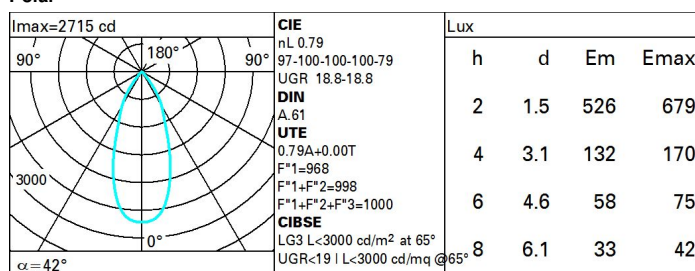 Imax=2715 cd
90° 180° 90°
3000
0°
α=42°
CIE
nL 0.79
97-100-100-100-79
UGR 18.8-18.8
DIN
A.61
UTE
0.79A+0.00T
F"1=968
F"1+F"2=998
F"1+F"2+F"3=1000
CIBSE
LG3 L<3000 cd/m² at 65°
UGR<19 | L<3000 cd/mq @65°
Lux
h d Em Emax
2 1.5 526 679
4 3.1 132 170
6 4.6 58 75
8 6.1 33 42